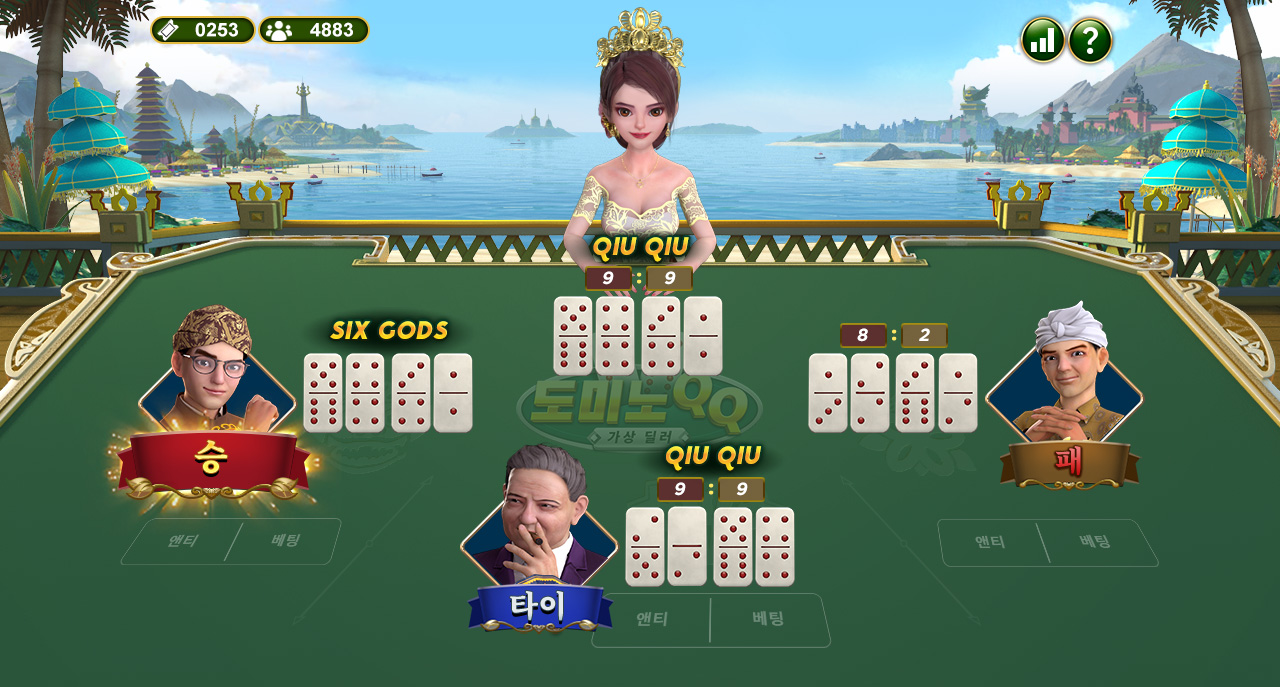 0253
4883
QIU QIU
9 : 9
SIX GODS
8 : 2
도미노QQ
가상 딜러
승
QIU QIU
9 : 9
패
앤티 베팅
앤티 베팅
타이
앤티 베팅